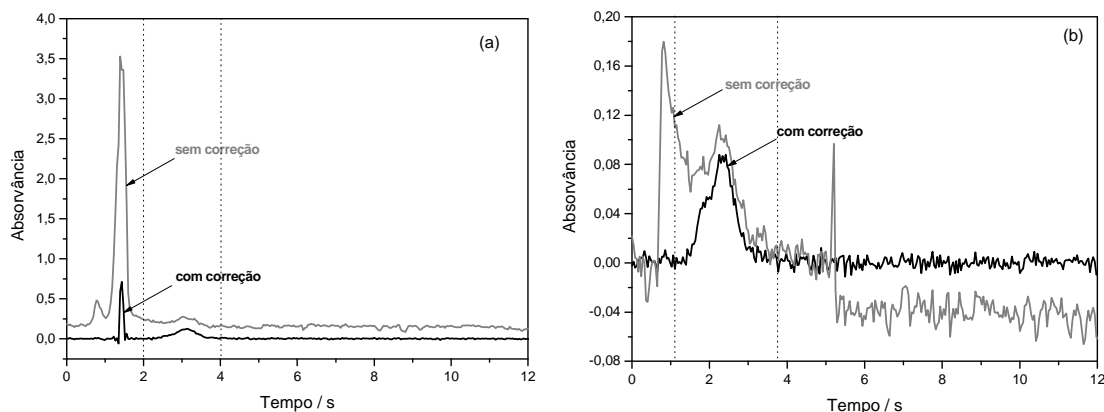 (a)
Absorvância
4,0
3,5
3,0
2,5
2,0
1,5
1,0
0,5
0,0
sem correção
com correção
0 2 4 6 8 10 12
Tempo / s
(b)
Absorvância
0,20
0,16
0,12
0,08
0,04
0,00
-0,04
-0,08
sem correção
com correção
0 2 4 6 8 10 12
Tempo / s